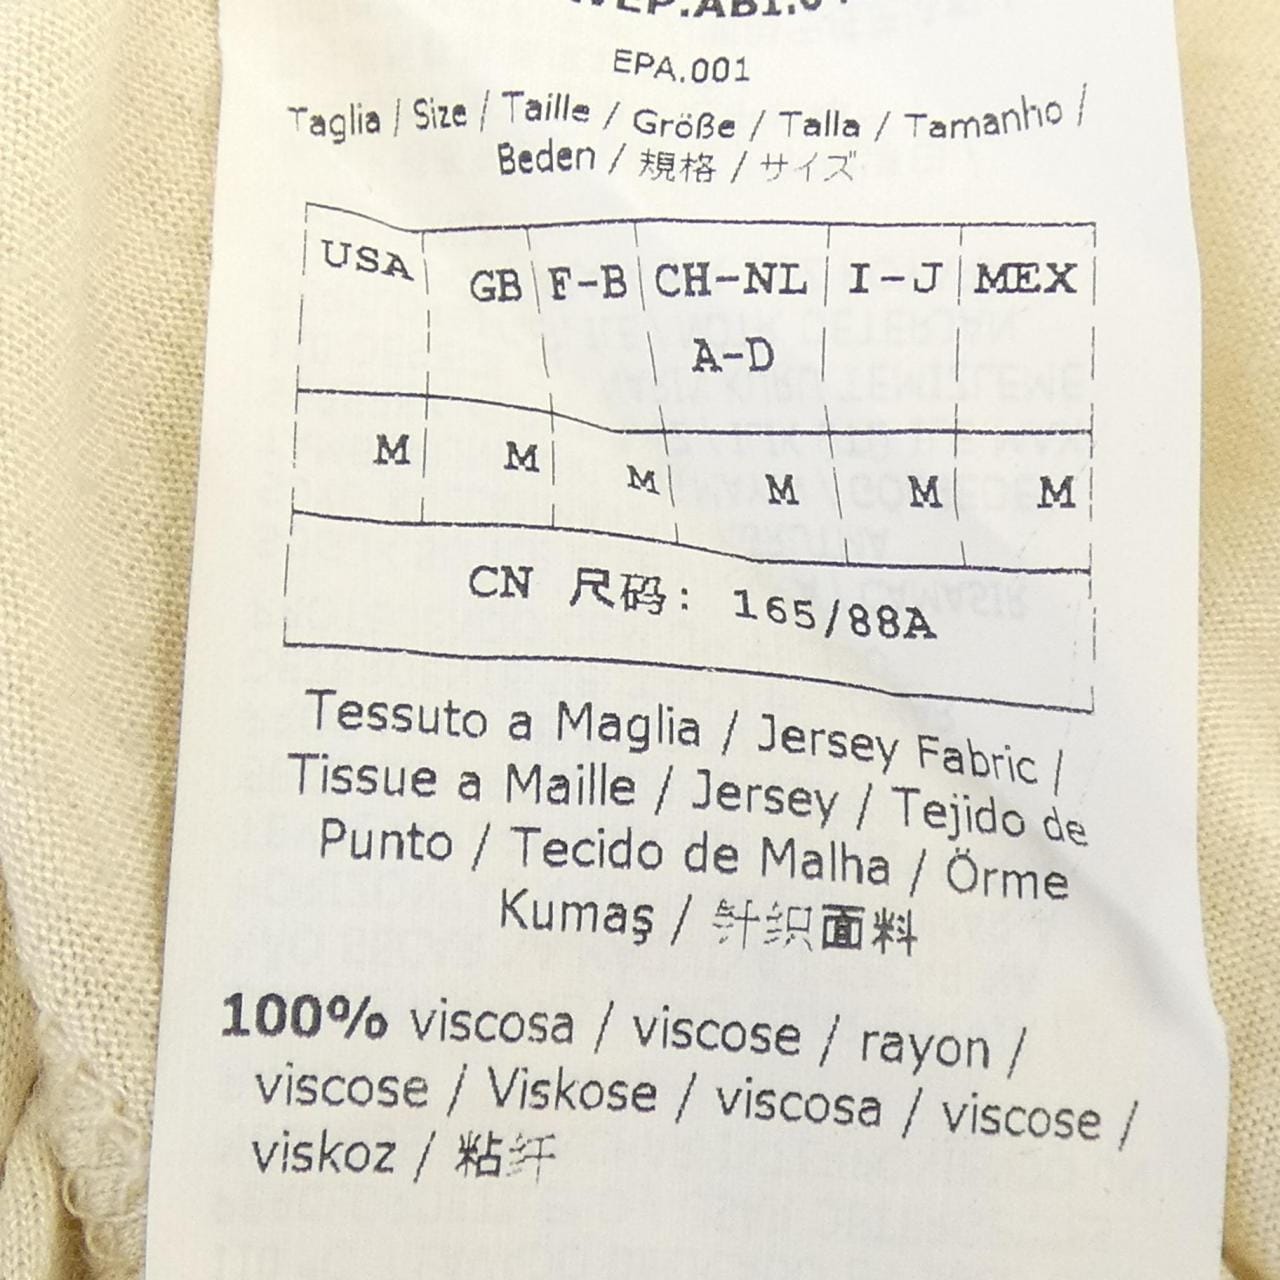 EPA.001
Taglia / Size / Taille / Größe / Talla / Tamanho /
Beden / 規格 / サイズ
USA GB F-B CH-NL I-J MEX
A-D
M M M M M M
CN 尺码: 165/88A
Tessuto a Maglia / Jersey Fabric /
Tissue a Maille / Jersey / Tejido de
Punto / Tecido de Malha / Örme
Kumaş / 针织面料
100% viscosa / viscose / rayon /
viscose / Viskose / viscosa / viscose /
viskoz / 粘纤